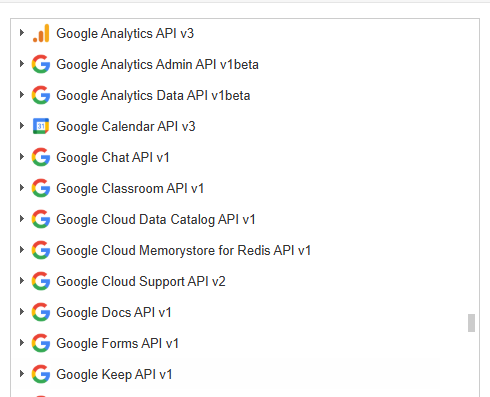 Google Analytics API v3
Google Analytics Admin API v1beta
Google Analytics Data API v1beta
31 Google Calendar API v3
Google Chat API v1
Google Classroom API v1
Google Cloud Data Catalog API v1
Google Cloud Memorystore for Redis API v1
Google Cloud Support API v2
Google Docs API v1
Google Forms API v1
Google Keep API v1